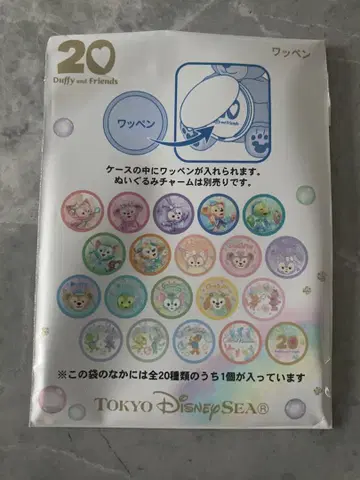 20
Duffy and Friends
ワッペン
ワッペン
ケースの中にワッペンが入れられます。
ぬいぐるみチャームは別売りです。
※この袋のなかには全20種類のうち1個が入っています
TOKYO DISNEYSEA®